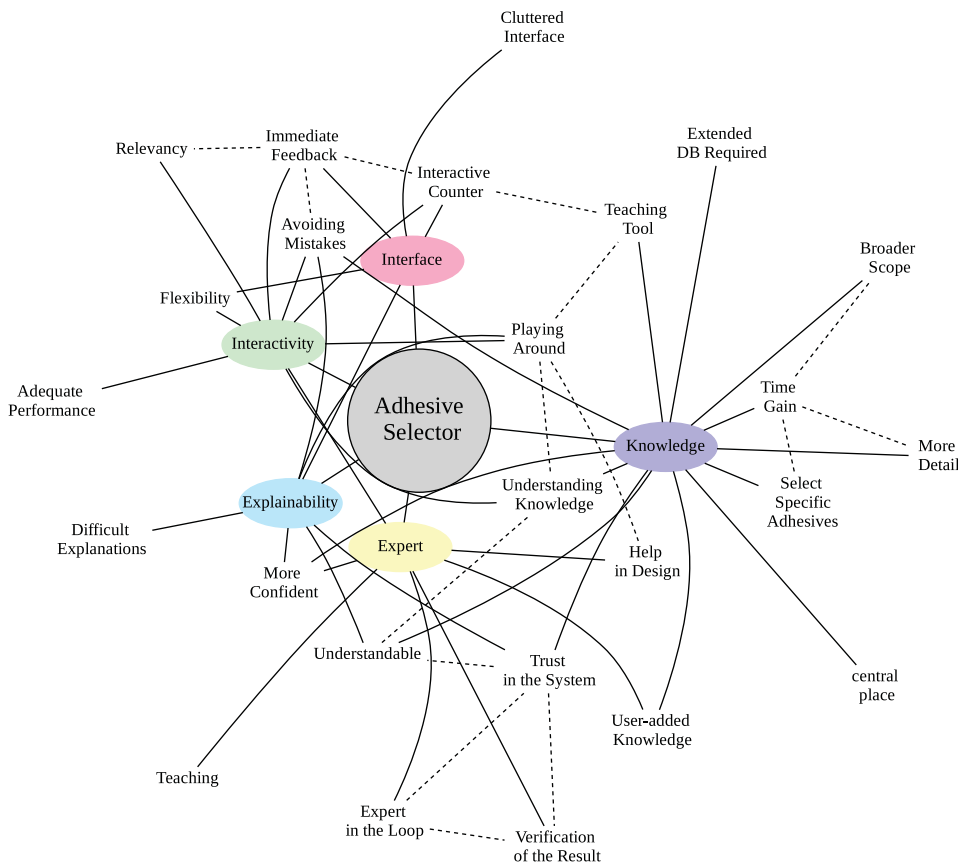 Cluttered
Interface
Relevancy
Immediate
Feedback
Extended
DB Required
Interactive
Counter
Avoiding
Mistakes
Teaching
Tool
Interface
Broader
Scope
Flexibility
Interactivity
Playing
Around
Adequate
Performance
Time
Gain
Adhesive
Selector
Knowledge
More
Detail
Understanding
Knowledge
Select
Specific
Adhesives
Explainability
Difficult
Explanations
Expert
More
Confident
Help
in Design
Understandable
Trust
in the System
central
place
User-added
Knowledge
Teaching
Expert
in the Loop
Verification
of the Result